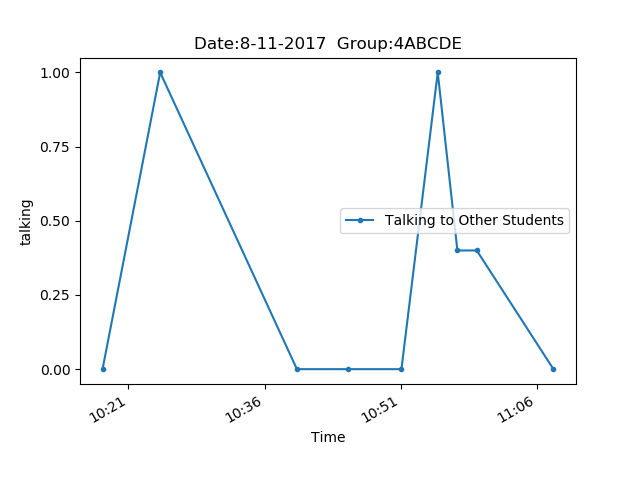 Date:8-11-2017  Group:4ABCDE
1.00
0.75
0.50
0.25
0.00
talking
Talking to Other Students
10:21
10:36
10:51
11:06
Time